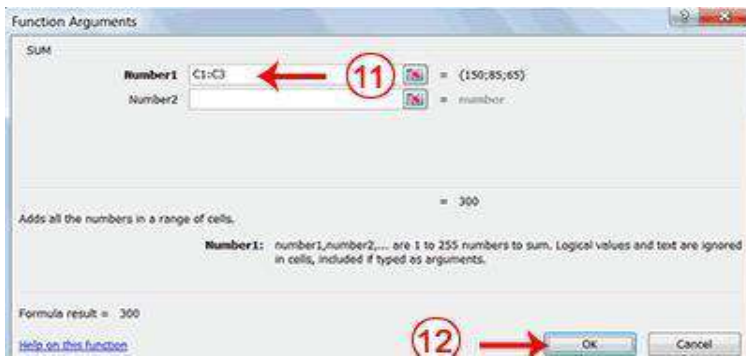 Function Arguments
SUM
Number1 C1:C3 11 = {150;85;65}
Number2 = number
= 300
Adds all the numbers in a range of cells.
Number1: number1,number2,... are 1 to 255 numbers to sum. Logical values and text are ignored
in cells, included if typed as arguments.
Formula result = 300
Help on this function 12 OK Cancel